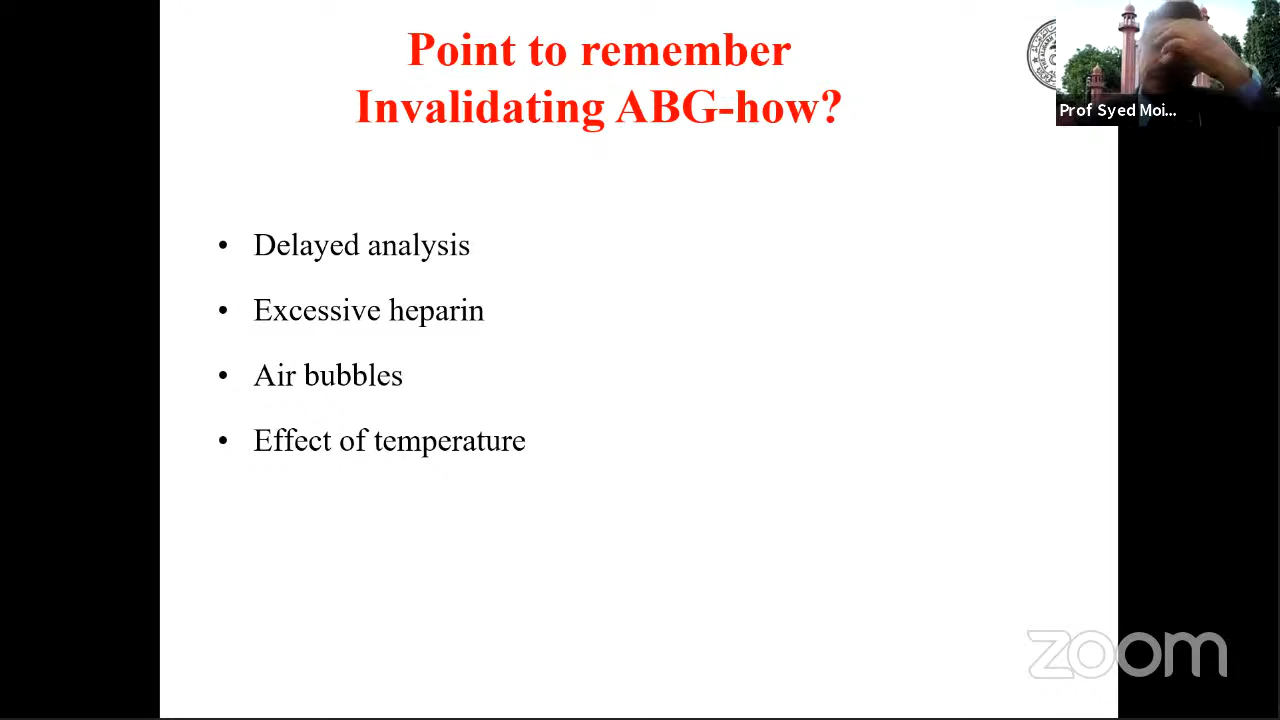 Point to remember
Invalidating ABG-how?
Prof Syed Moi...
• Delayed analysis
• Excessive heparin
• Air bubbles
• Effect of temperature
zoom